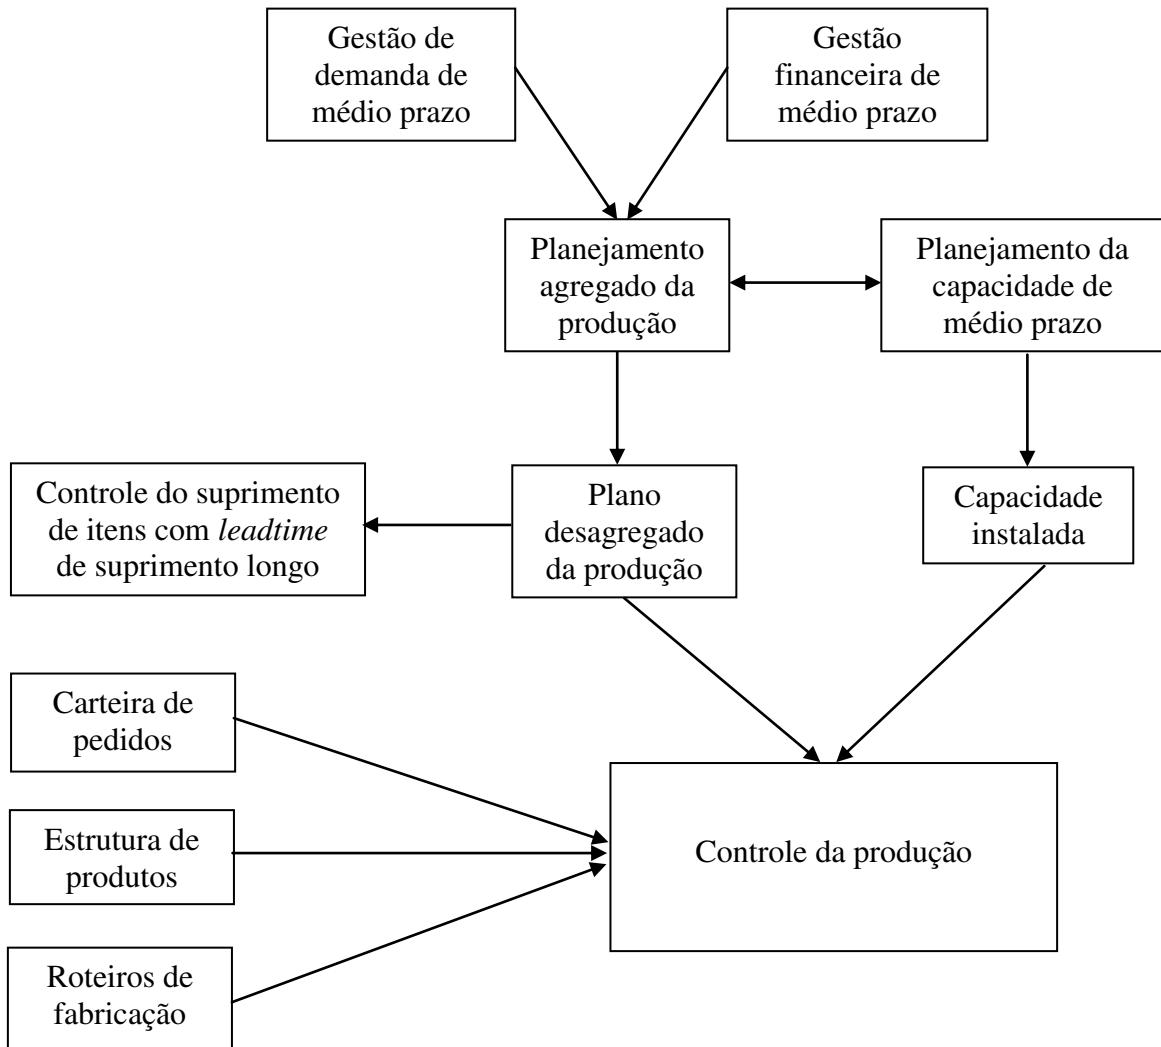 Gestão de
demanda de
médio prazo
Gestão
financeira de
médio prazo
Planejamento
agregado da
produção
Planejamento da
capacidade de
médio prazo
Controle do suprimento
de itens com leadtime
de suprimento longo
Plano
desagregado
da produção
Capacidade
instalada
Carteira de
pedidos
Estrutura de
produtos
Controle da produção
Roteiros de
fabricação